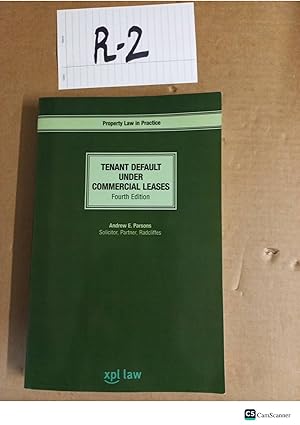 R-2
Property Law in Practice
TENANT DEFAULT
UNDER
COMMERCIAL LEASES
Fourth Edition
Andrew E. Parsons
Solicitor, Partner, Radcliffes
xpl law
CS CamScanner